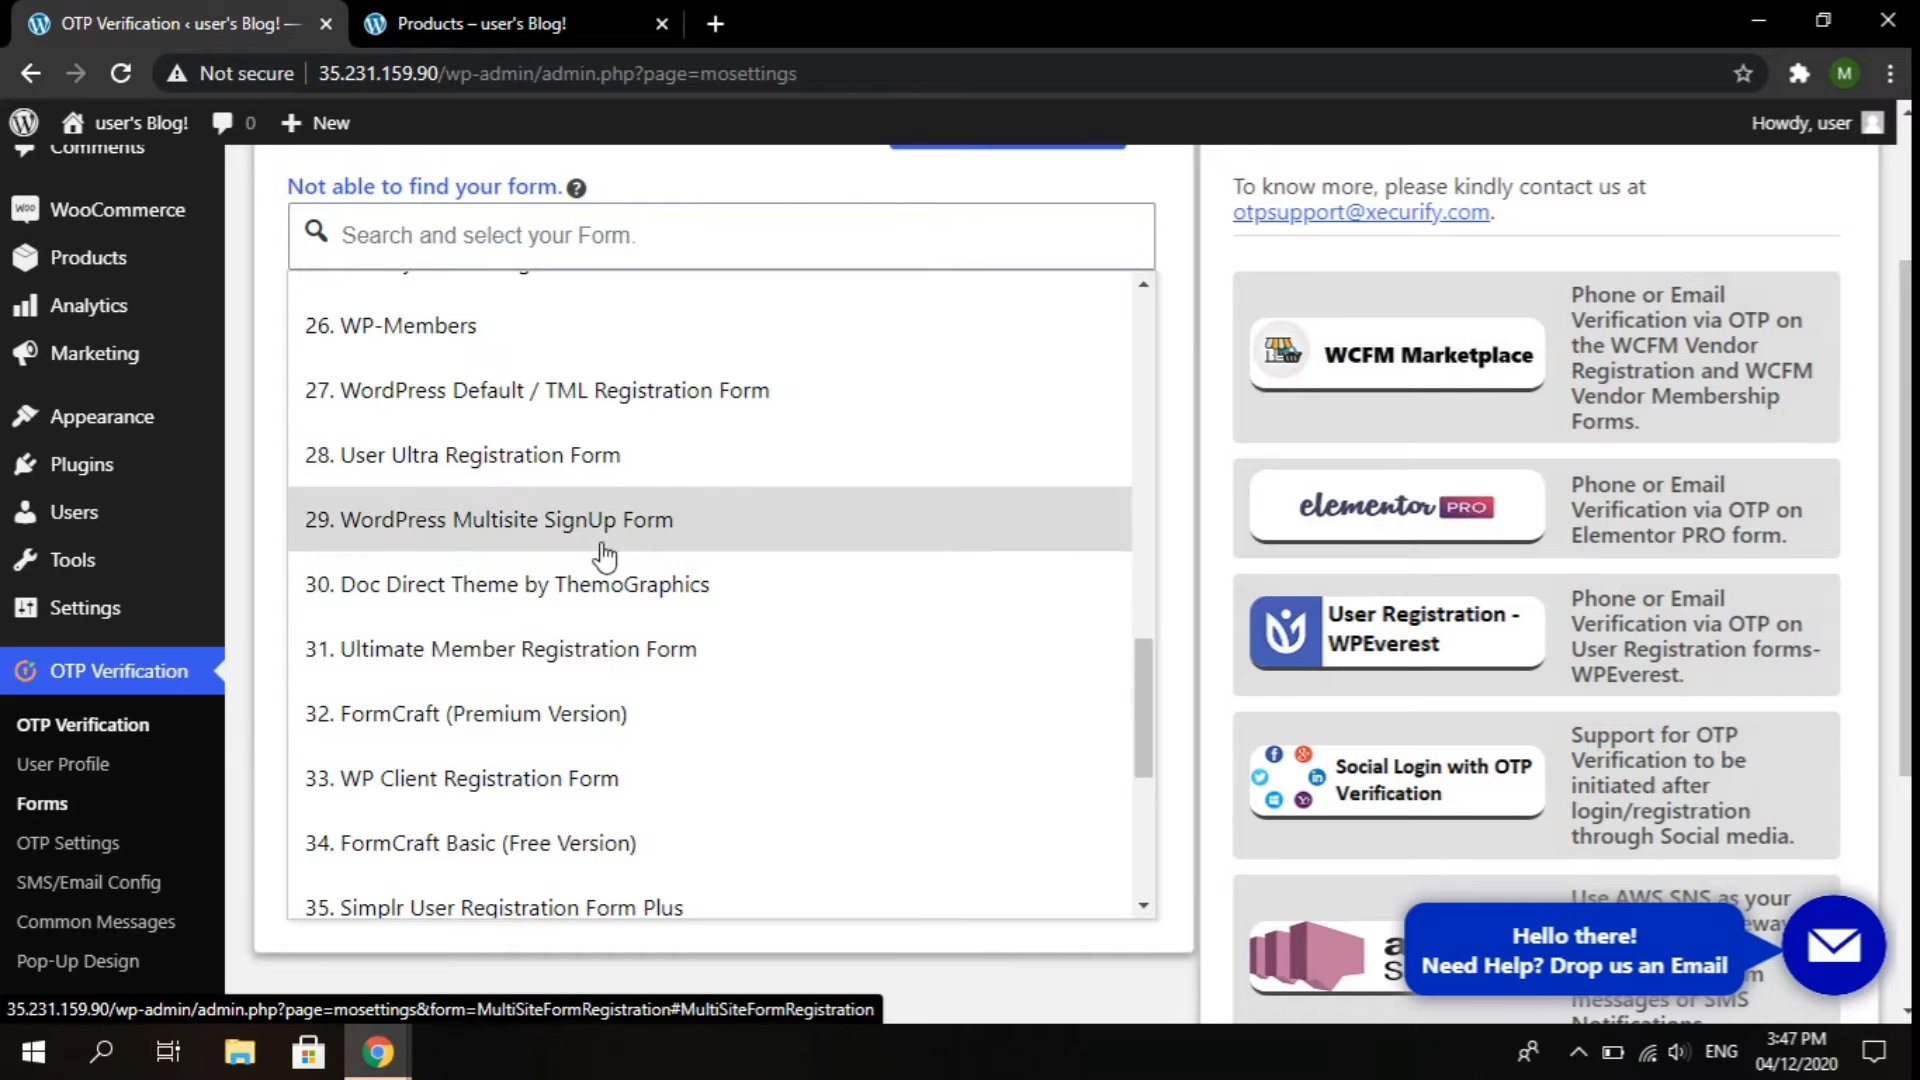 OTP Verification ‹ user's Blog! —
Products – user's Blog!
Not secure
35.231.159.90/wp-admin/admin.php?page=mosettings
M
user's Blog!
0
New
Howdy, user
Comments
WooCommerce
Products
Analytics
Marketing
Appearance
Plugins
Users
Tools
Settings
OTP Verification
OTP Verification
User Profile
Forms
OTP Settings
SMS/Email Config
Common Messages
Pop-Up Design
Not able to find your form.
Search and select your Form.
26. WP-Members
27. WordPress Default / TML Registration Form
28. User Ultra Registration Form
29. WordPress Multisite SignUp Form
30. Doc Direct Theme by ThemoGraphics
31. Ultimate Member Registration Form
32. FormCraft (Premium Version)
33. WP Client Registration Form
34. FormCraft Basic (Free Version)
35. Simplr User Registration Form Plus
To know more, please kindly contact us at
otpsupport@xecurify.com.
WCFM Marketplace
Phone or Email
Verification via OTP on
the WCFM Vendor
Registration and WCFM
Vendor Membership
Forms.
elementor PRO
Phone or Email
Verification via OTP on
Elementor PRO form.
User Registration -
WPEverest
Phone or Email
Verification via OTP on
User Registration forms-
WPEverest.
Social Login with OTP
Verification
Support for OTP
Verification to be
initiated after
login/registration
through Social media.
Use AWS SNS as your
messages or SMS
Notifications
Hello there!
Need Help? Drop us an Email
35.231.159.90/wp-admin/admin.php?page=mosettings&form=MultiSiteFormRegistration#MultiSiteFormRegistration
ENG
3:47 PM
04/12/2020